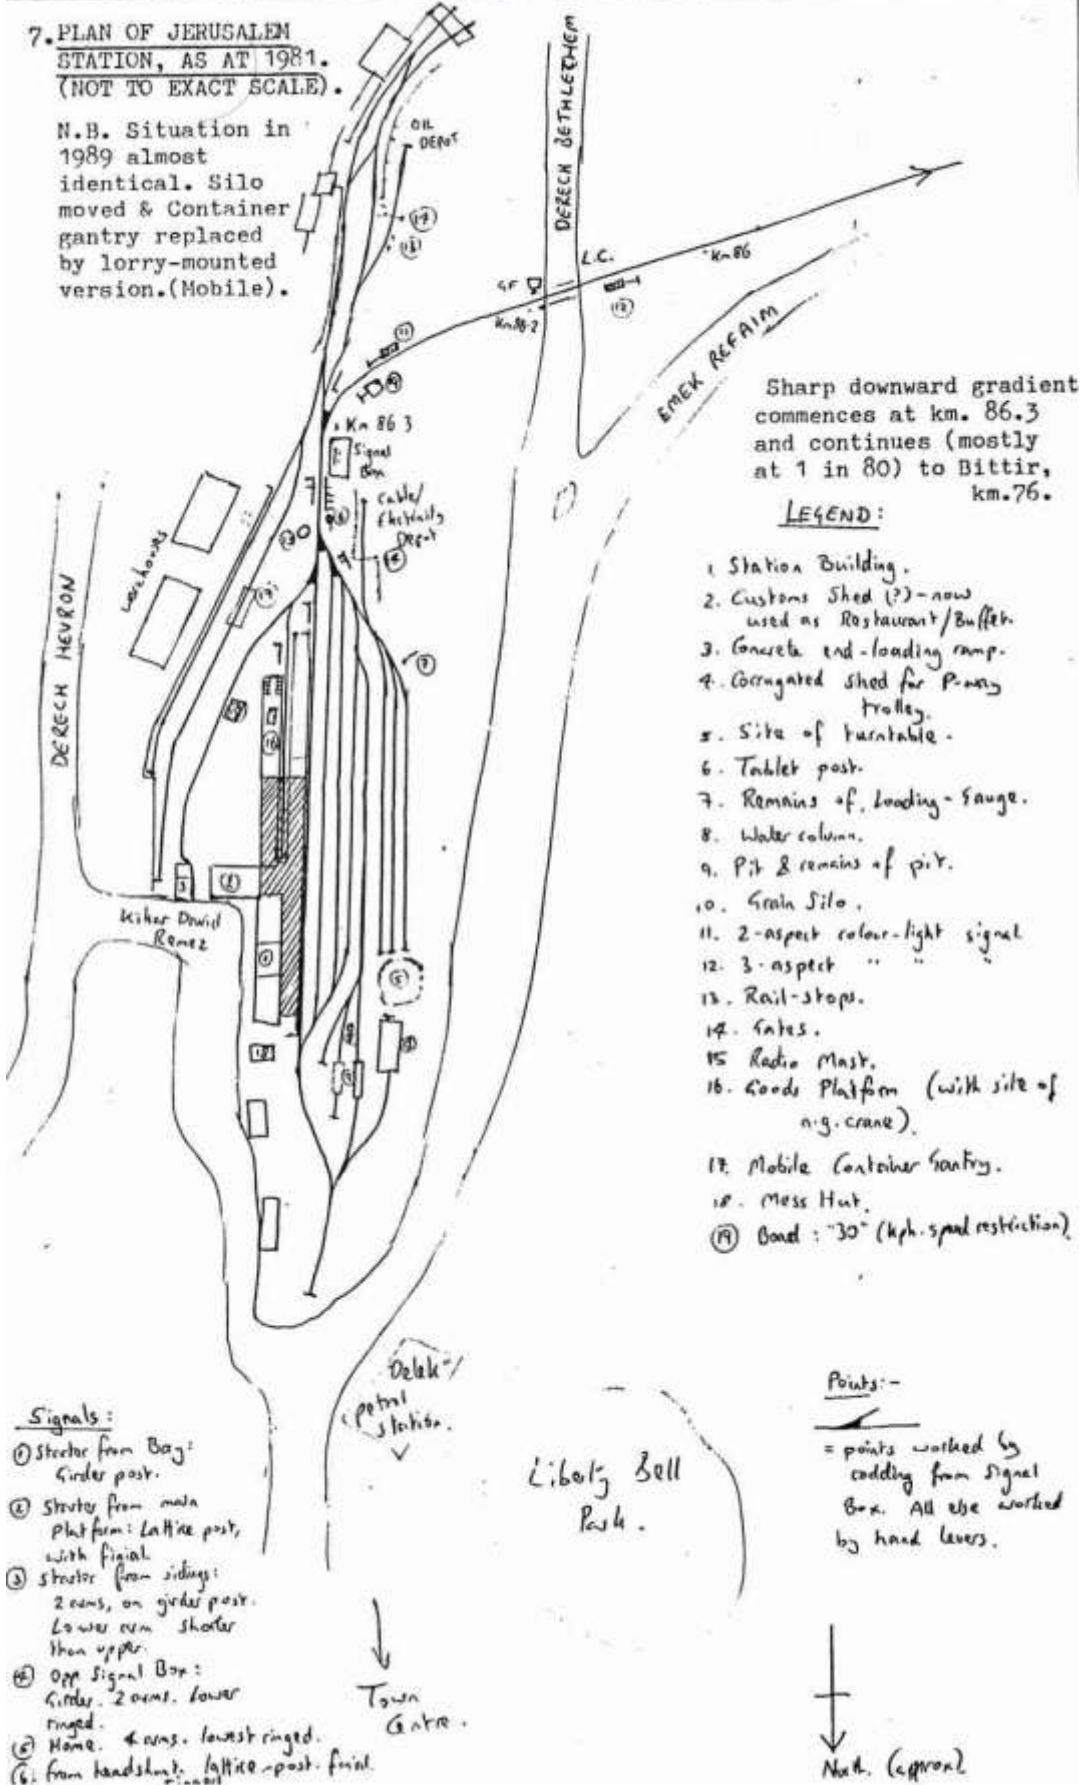 7. PLAN OF JERUSALEM
STATION, AS AT 1981.
(NOT TO EXACT SCALE).
N.B. Situation in
1989 almost
identical. Silo
moved & Container
gantry replaced
by lorry-mounted
version.(Mobile).
OIL
DEPOT
DERECH BETHLECHEM
L.C.
GF
Km 86
Km 86.2
EMEK REFAIM
Km 86 3
Signal
Box
Cable/
Electricity
Depot
warehouses
DERECH HEVRON
Kikar David
Remez
Sharp downward gradient
commences at km. 86.3
and continues (mostly
at 1 in 80) to Bittir,
km.76.
LEGEND:
1. Station Building.
2. Customs Shed (?) - now
used as Restaurant/Buffet.
3. Concrete end-loading ramp.
4. Corrugated shed for P-way
trolley.
5. Site of turntable.
6. Tablet post.
7. Remains of Loading-Gauge.
8. Water column.
9. Pit & remains of pit.
10. Grain Silo.
11. 2-aspect colour-light signal
12. 3-aspect " " "
13. Rail-stops.
14. Gates.
15 Radio Mast.
16. Goods Platform (with site of
n.g. crane).
17. Mobile Container Gantry.
18. Mess Hut.
19 Board: "30" (kph. speed restriction).
Delek
petrol
station.
Liberty Bell
Park.
Points:-
= points worked by
rodding from Signal
Box. All else worked
by hand levers.
Signals:
1 Starter from Bay:
Girder post.
2 Starter from main
Platform: Lattice post,
with finial
3 Starter from sidings:
2 arms, on girder post.
Lower arm shorter
than upper.
4 Opp Signal Box:
Girder. 2 arms. Lower
ringed.
5 Home. 4 arms. lowest ringed.
6. from headshunt. lattice-post. finial
ringed
Town
Centre.
North. (approx)